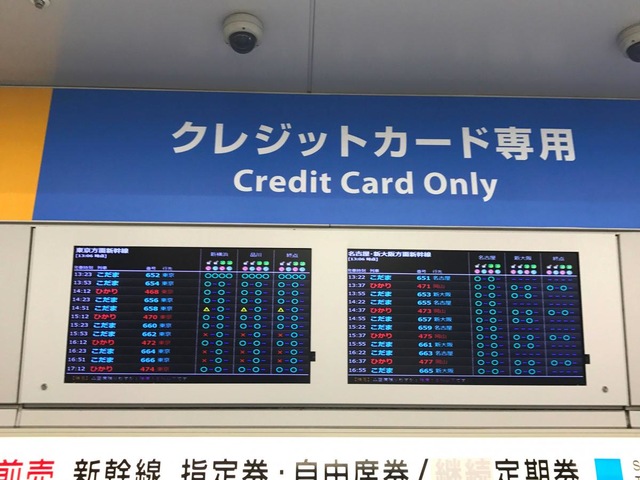 クレジットカード専用
Credit Card Only
東京方面新幹線
[13:06 時点]
新横浜 品川 終点
13:23 こだま 652 東京
13:53 こだま 654 東京
14:12 ひかり 468 東京
14:23 こだま 656 東京
14:51 こだま 658 東京
15:12 ひかり 470 東京
15:23 こだま 660 東京
15:53 こだま 662 東京
16:12 ひかり 472 東京
16:23 こだま 664 東京
16:51 こだま 666 東京
17:12 ひかり 474 東京
名古屋・新大阪方面新幹線
[13:06 時点]
名古屋 新大阪 終点
13:22 こだま 651 名古屋
13:37 ひかり 471 岡山
13:55 こだま 653 新大阪
14:22 こだま 655 名古屋
14:37 ひかり 473 岡山
14:55 こだま 657 新大阪
15:22 こだま 659 名古屋
15:37 ひかり 475 岡山
15:55 こだま 661 新大阪
16:22 こだま 663 名古屋
16:37 ひかり 477 岡山
16:55 こだま 665 新大阪
前売 新幹線 指定券・自由席券/継続定期券